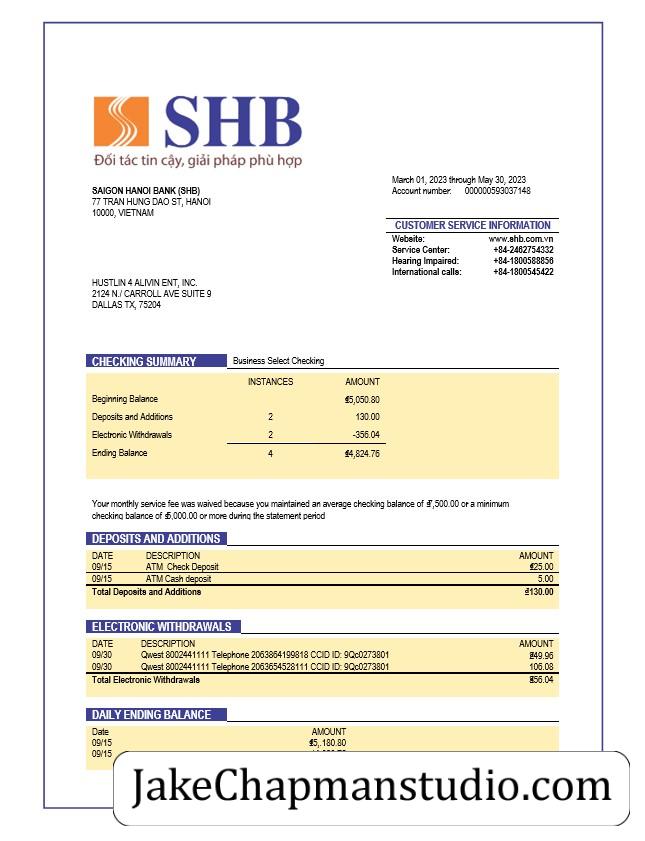 SHB
Đối tác tin cậy, giải pháp phù hợp
SAIGON HANOI BANK (SHB)
77 TRAN HUNG DAO ST, HANOI
10000, VIETNAM
March 01, 2023 through May 30, 2023
Account number: 000000593037148
CUSTOMER SERVICE INFORMATION
Website: www.shb.com.vn
Service Center: +84-2462754332
Hearing Impaired: +84-1800588856
International calls: +84-1800545422
HUSTLIN 4 ALIVIN ENT, INC.
2124 N./ CARROLL AVE SUITE 9
DALLAS TX, 75204
CHECKING SUMMARY Business Select Checking
INSTANCES AMOUNT
Beginning Balance ₫5,050.80
Deposits and Additions 2 130.00
Electronic Withdrawals 2 -356.04
Ending Balance 4 ₫4,824.76
Your monthly service fee was waived because you maintained an average checking balance of ₫7,500.00 or a minimum
checking balance of ₫5,000.00 or more during the statement period
DEPOSITS AND ADDITIONS
DATE DESCRIPTION AMOUNT
09/15 ATM Check Deposit ₫25.00
09/15 ATM Cash deposit 5.00
Total Deposits and Additions ₫130.00
ELECTRONIC WITHDRAWALS
DATE DESCRIPTION AMOUNT
09/30 Qwest 8002441111 Telephone 2063864199818 CCID ID: 9Qc0273801 ₫249.96
09/30 Qwest 8002441111 Telephone 2063654528111 CCID ID: 9Qc0273801 106.08
Total Electronic Withdrawals ₫356.04
DAILY ENDING BALANCE
Date AMOUNT
09/15 ₫5,.180.80
09/15
JakeChapmanstudio.com